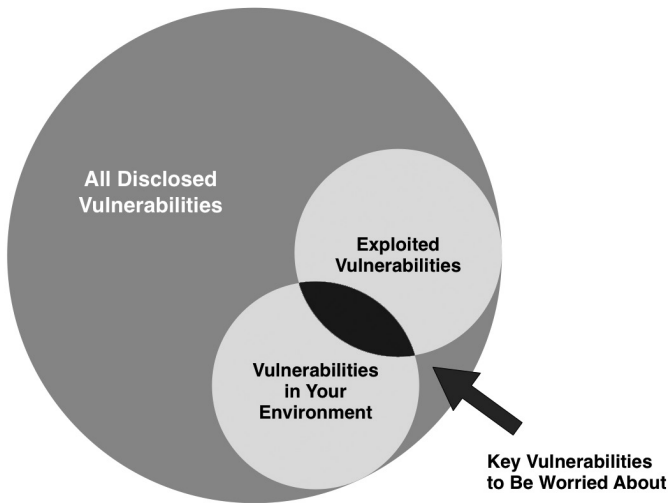 All Disclosed
Vulnerabilities
Exploited
Vulnerabilities
Vulnerabilities
in Your
Environment
Key Vulnerabilities
to Be Worried About